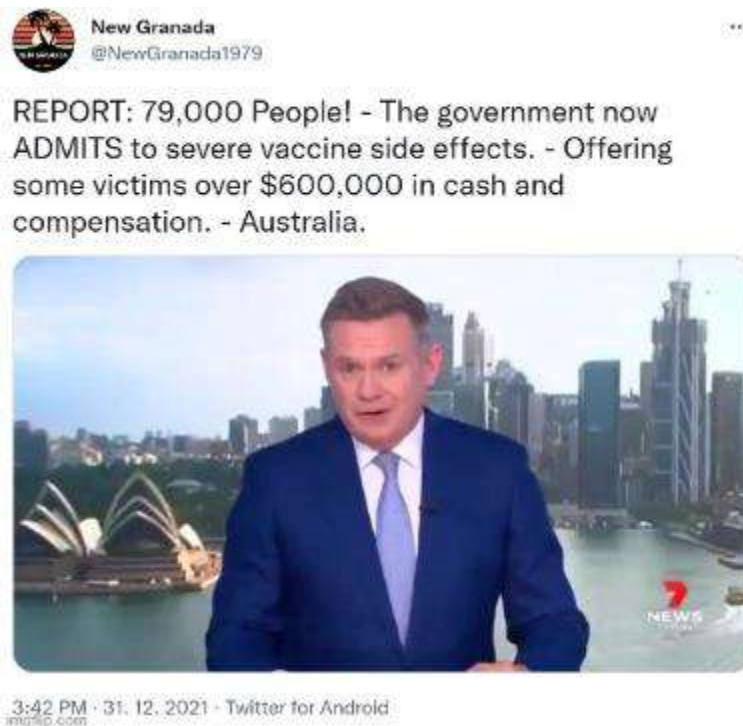 New Granada
@NewGranada1979
REPORT: 79,000 People! - The government now
ADMITS to severe vaccine side effects. - Offering
some victims over $600,000 in cash and
compensation. - Australia.
7
NEWS
3:42 PM · 31. 12. 2021 · Twitter for Android
imgflip.com